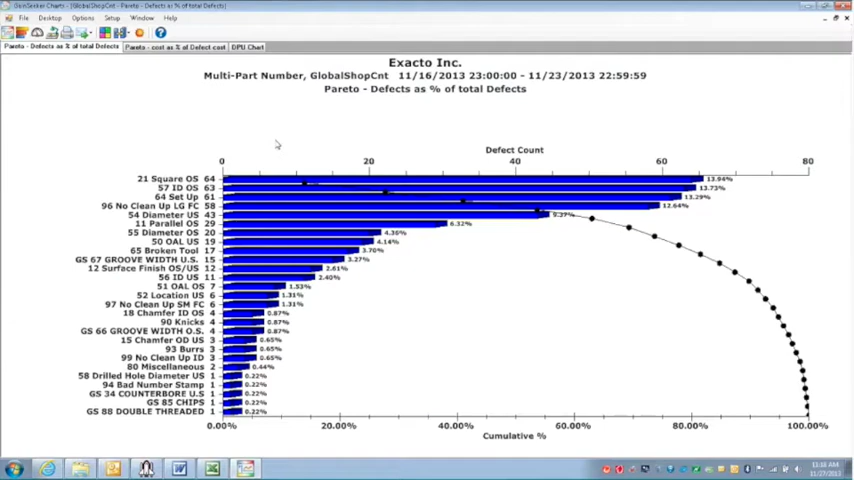 GainSeeker Charts - [GlobalShopCnt - Pareto - Defects as % of total Defects]
File Desktop Options Setup Window Help
Pareto - Defects as % of total Defects Pareto - cost as % of Defect cost DPU Chart
Exacto Inc.
Multi-Part Number, GlobalShopCnt 11/16/2013 23:00:00 - 11/23/2013 22:59:59
Pareto - Defects as % of total Defects
Defect Count
0 20 40 60 80
21 Square OS 64 13.94%
57 ID OS 63 13.73%
64 Set Up 61 13.29%
96 No Clean Up LG FC 58 12.64%
54 Diameter US 43 9.37%
11 Parallel OS 29 6.32%
55 Diameter OS 20 4.36%
50 OAL US 19 4.14%
65 Broken Tool 17 3.70%
GS 67 GROOVE WIDTH U.S. 15 3.27%
12 Surface Finish OS/US 12 2.61%
56 ID US 11 2.40%
51 OAL OS 7 1.53%
52 Location US 6 1.31%
97 No Clean Up SM FC 6 1.31%
18 Chamfer ID OS 4 0.87%
90 Knicks 4 0.87%
GS 66 GROOVE WIDTH O.S. 4 0.87%
15 Chamfer OD US 3 0.65%
93 Burrs 3 0.65%
99 No Clean Up ID 3 0.65%
80 Miscellaneous 2 0.44%
58 Drilled Hole Diameter US 1 0.22%
94 Bad Number Stamp 1 0.22%
GS 34 COUNTERBORE U.S 1 0.22%
GS 85 CHIPS 1 0.22%
GS 88 DOUBLE THREADED 1 0.22%
0.00% 20.00% 40.00% 60.00% 80.00% 100.00%
Cumulative %
11:18 AM
11/27/2013